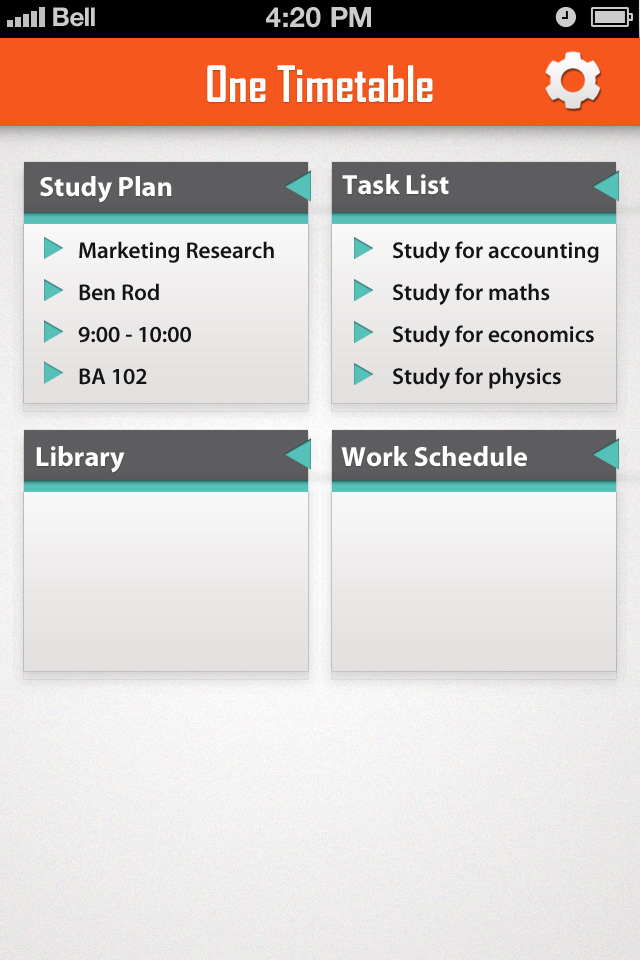 Bell 4:20 PM
One Timetable
Study Plan
Marketing Research
Ben Rod
9:00 - 10:00
BA 102
Task List
Study for accounting
Study for maths
Study for economics
Study for physics
Library
Work Schedule